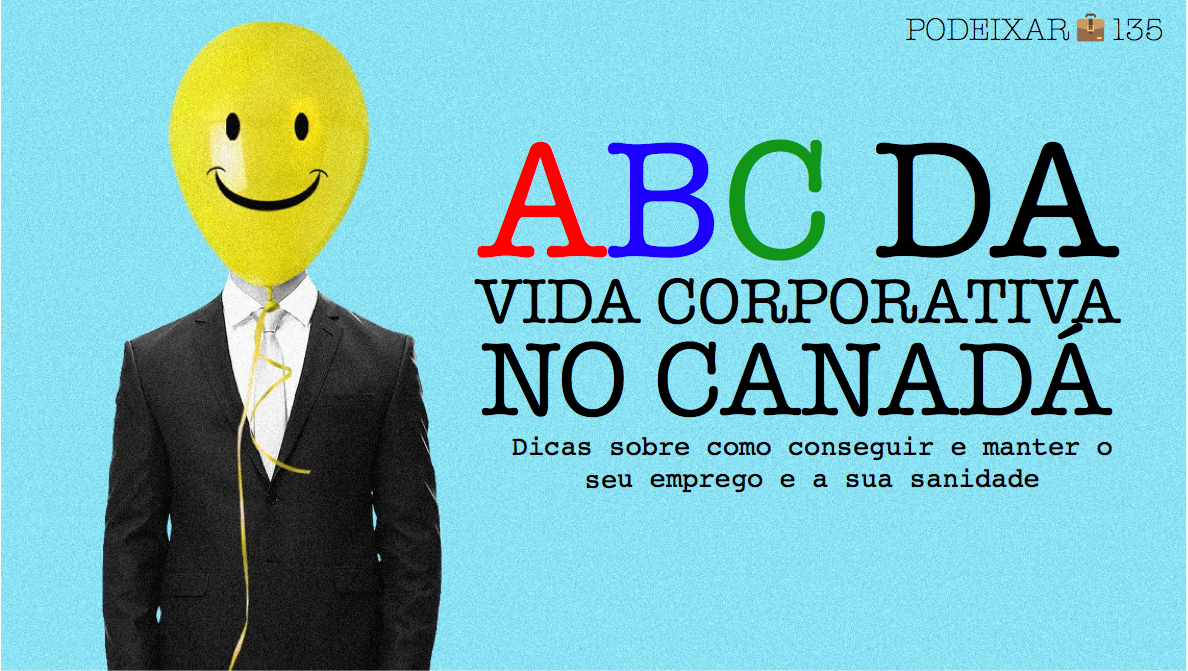 PODEIXAR💼135
ABC DA
VIDA CORPORATIVA
NO CANADÁ
Dicas sobre como conseguir e manter o
seu emprego e a sua sanidade